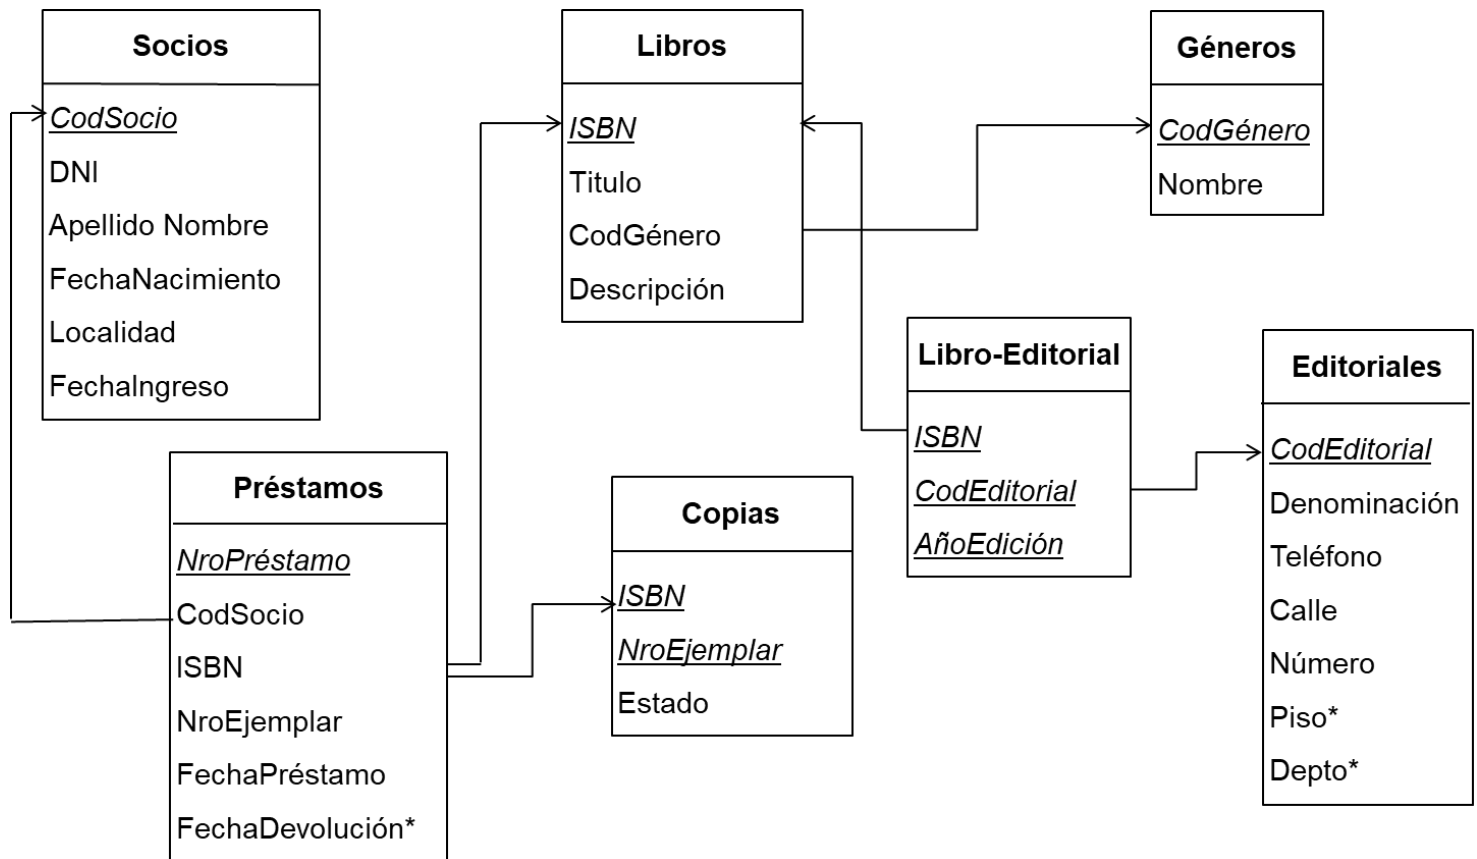 Socios
CodSocio
DNI
Apellido Nombre
FechaNacimiento
Localidad
FechaIngreso
Libros
ISBN
Titulo
CodGénero
Descripción
Géneros
CodGénero
Nombre
Libro-Editorial
ISBN
CodEditorial
AñoEdición
Editoriales
CodEditorial
Denominación
Teléfono
Calle
Número
Piso*
Depto*
Préstamos
NroPréstamo
CodSocio
ISBN
NroEjemplar
FechaPréstamo
FechaDevolución*
Copias
ISBN
NroEjemplar
Estado